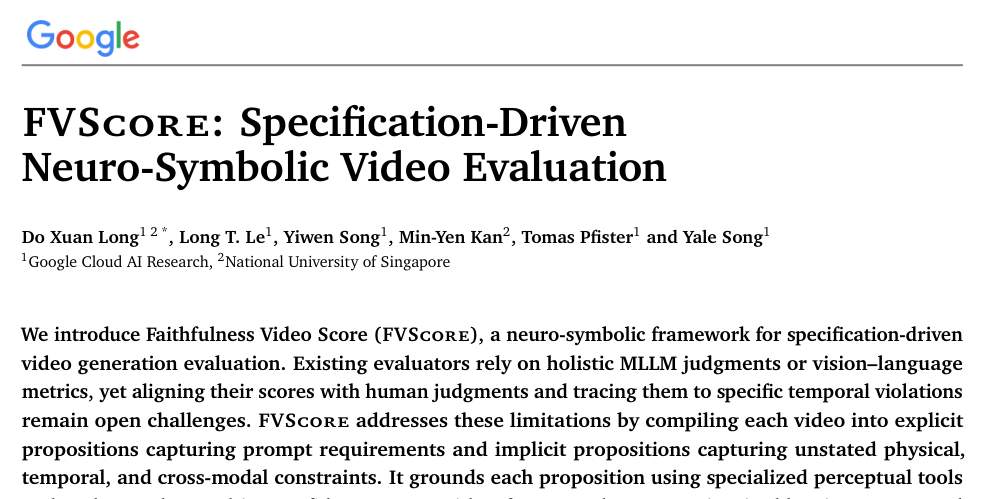 Google
FVScore: Specification-Driven
Neuro-Symbolic Video Evaluation
Do Xuan Long1 2 *, Long T. Le1, Yiwen Song1, Min-Yen Kan2, Tomas Pfister1 and Yale Song1
1Google Cloud AI Research, 2National University of Singapore
We introduce Faithfulness Video Score (FVScore), a neuro-symbolic framework for specification-driven
video generation evaluation. Existing evaluators rely on holistic MLLM judgments or vision–language
metrics, yet aligning their scores with human judgments and tracing them to specific temporal violations
remain open challenges. FVScore addresses these limitations by compiling each video into explicit
propositions capturing prompt requirements and implicit propositions capturing unstated physical,
temporal, and cross-modal constraints. It grounds each proposition using specialized perceptual tools